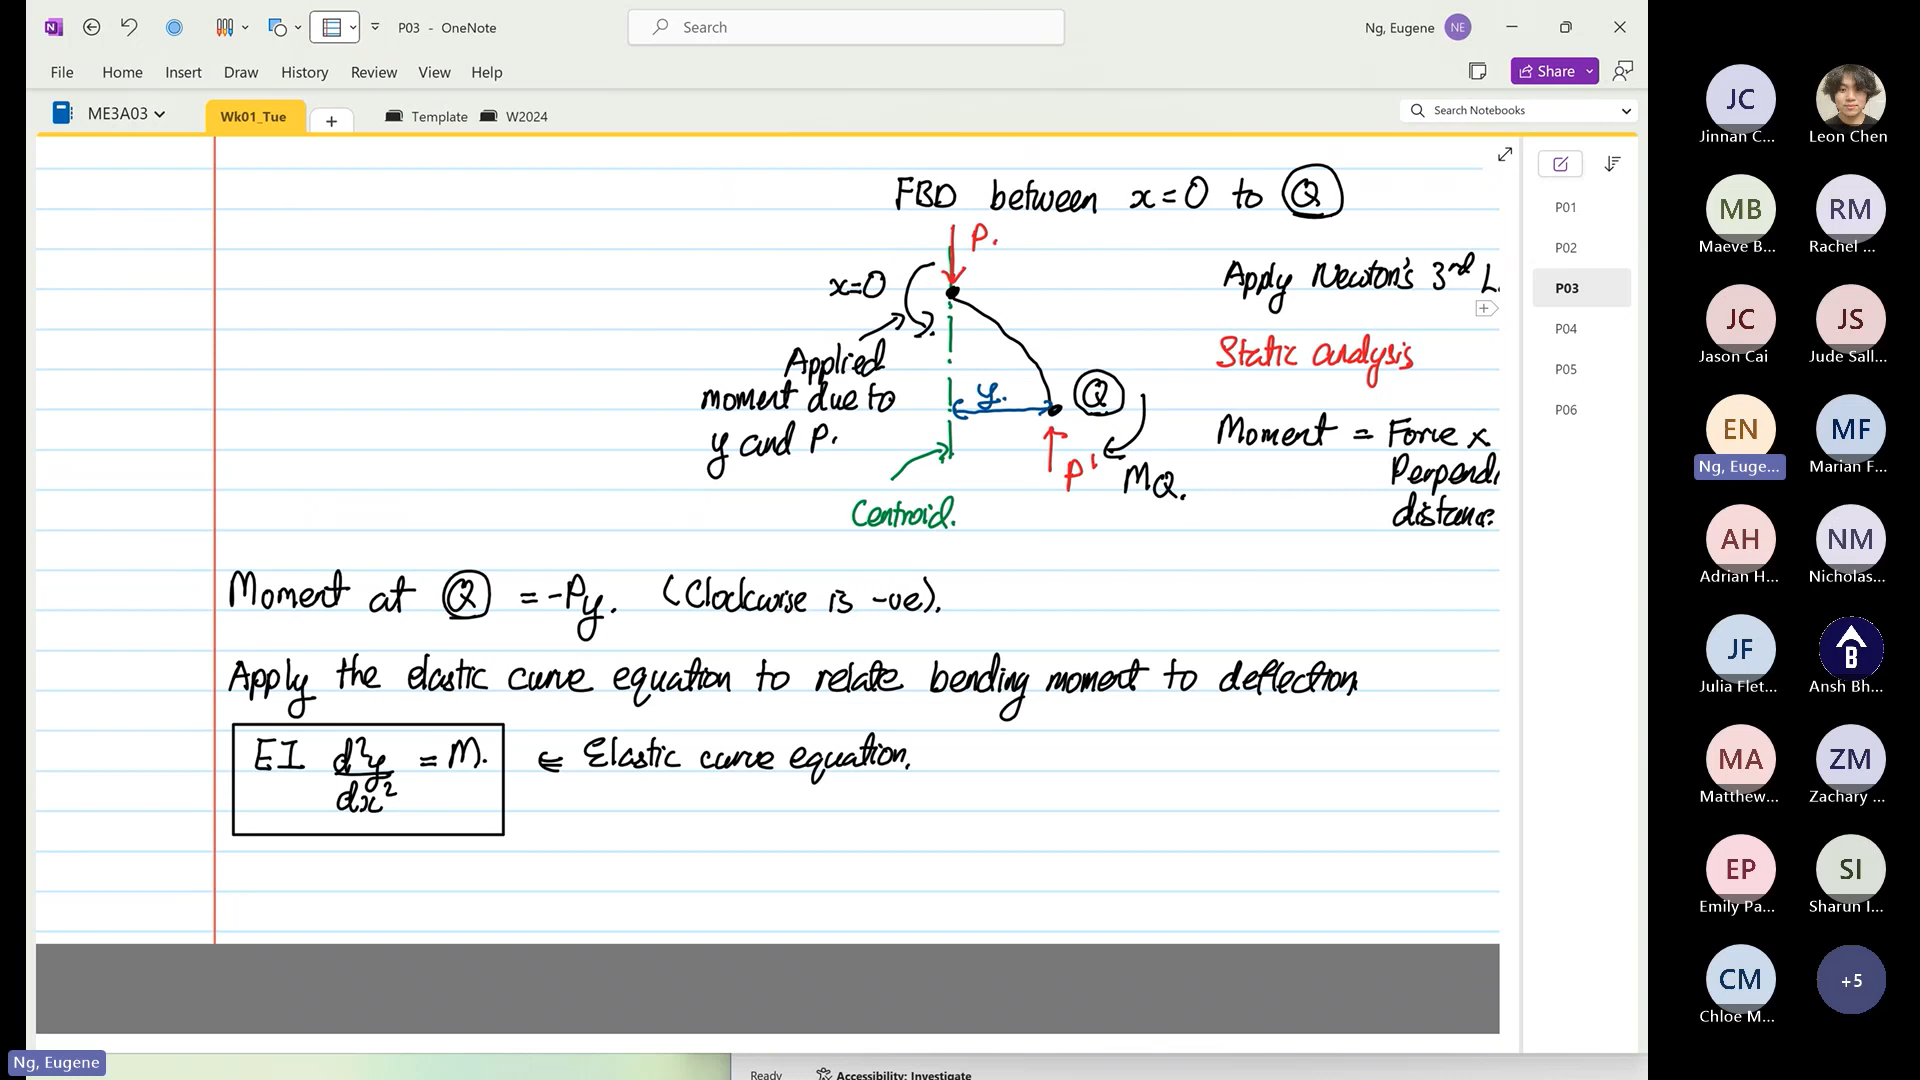 P03 - OneNote
Search
Ng, Eugene
NE
File Home Insert Draw History Review View Help
Share
ME3A03
Wk01_Tue
+
Template
W2024
Search Notebooks
P01
P02
P03
P04
P05
P06
FBD between x=0 to Q
P.
x=0
Applied
moment due to
y and P.
y.
Q
P'
MQ.
Centroid.
Apply Newton's 3rd L
Static analysis
Moment = Force x
Perpendi
distance.
Moment at Q = -Py. (Clockwise is -ve).
Apply the elastic curve equation to relate bending moment to deflection.
EI d²y/dx² = M. ⇐ Elastic curve equation.
JC
Jinnan C...
Leon Chen
MB
Maeve B...
RM
Rachel ...
JC
Jason Cai
JS
Jude Sall...
EN
Ng, Euge...
MF
Marian F...
AH
Adrian H...
NM
Nicholas...
JF
Julia Flet...
B
Ansh Bh...
MA
Matthew...
ZM
Zachary ...
EP
Emily Pa...
SI
Sharun I...
CM
Chloe M...
+5
Ng, Eugene
Ready
Accessibility: Investigate